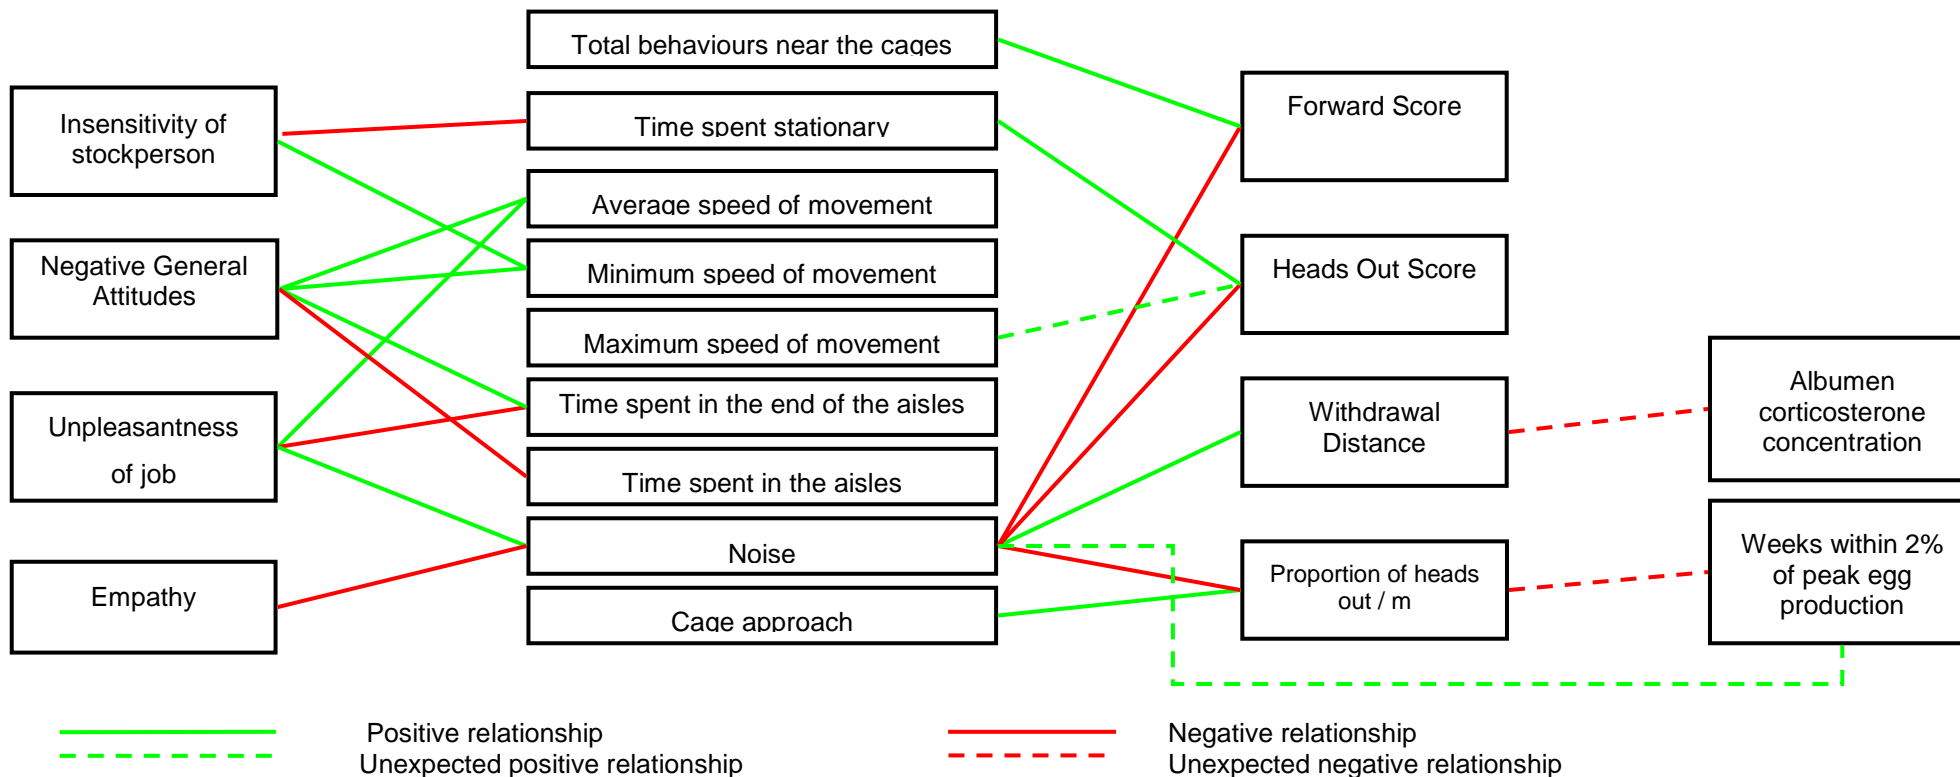 Total behaviours near the cages
Insensitivity of
stockperson
Time spent stationary
Forward Score
Average speed of movement
Negative General
Attitudes
Minimum speed of movement
Heads Out Score
Maximum speed of movement
Time spent in the end of the aisles
Unpleasantness
of job
Withdrawal
Distance
Albumen
corticosterone
concentration
Time spent in the aisles
Noise
Empathy
Proportion of heads
out / m
Weeks within 2%
of peak egg
production
Cage approach
Positive relationship
Unexpected positive relationship
Negative relationship
Unexpected negative relationship